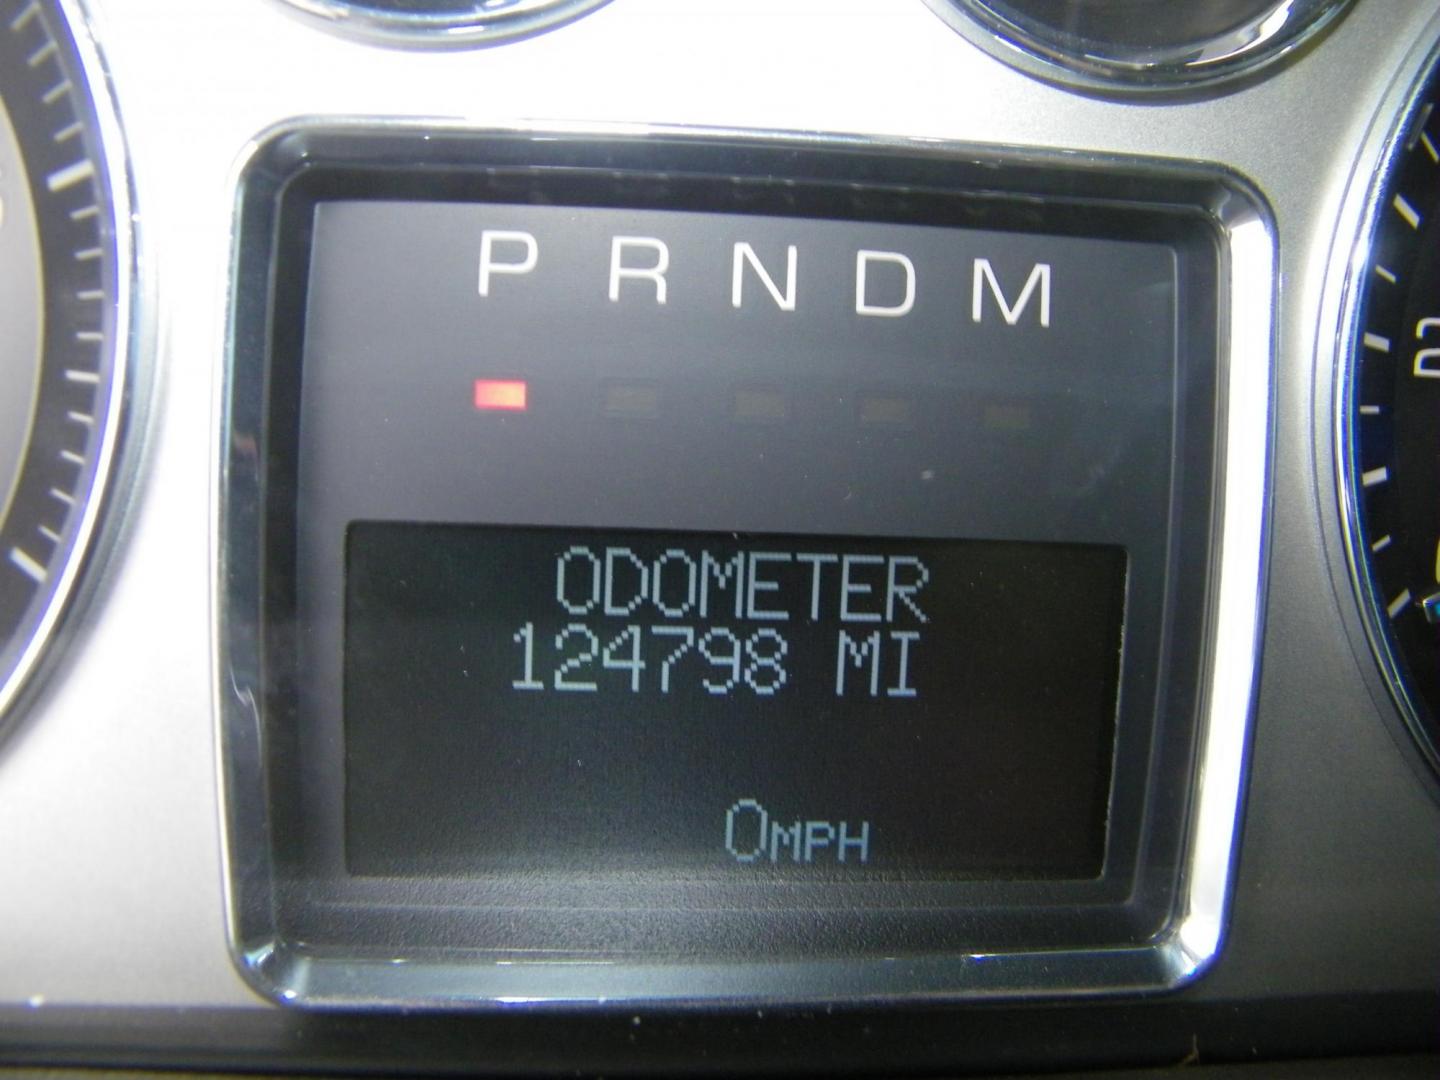 P R N D M
ODOMETER
124798 MI
0MPH